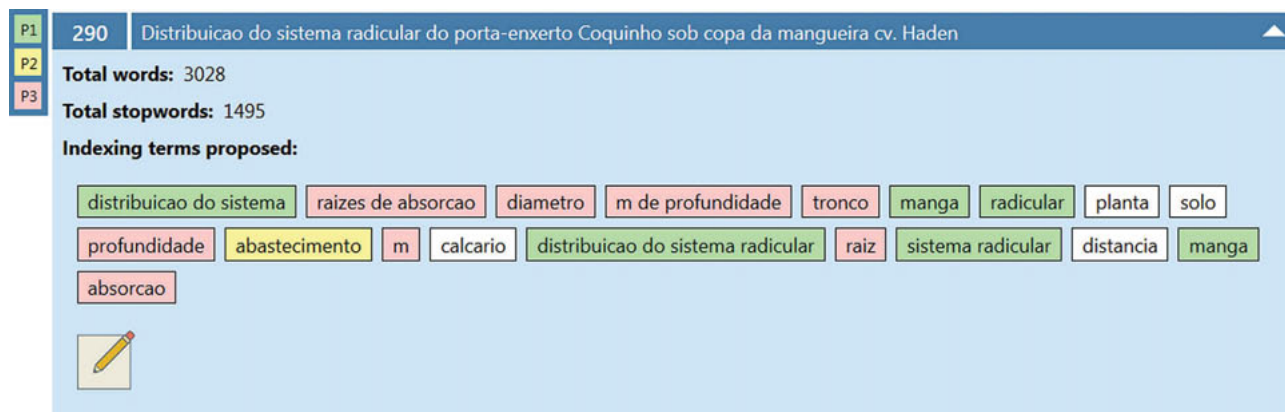 P1
290 Distribuicao do sistema radicular do porta-enxerto Coquinho sob copa da mangueira cv. Haden
P2
Total words: 3028
P3
Total stopwords: 1495
Indexing terms proposed:
distribuicao do sistema raizes de absorcao diametro m de profundidade tronco manga radicular planta solo
profundidade abastecimento m calcario distribuicao do sistema radicular raiz sistema radicular distancia manga
absorcao